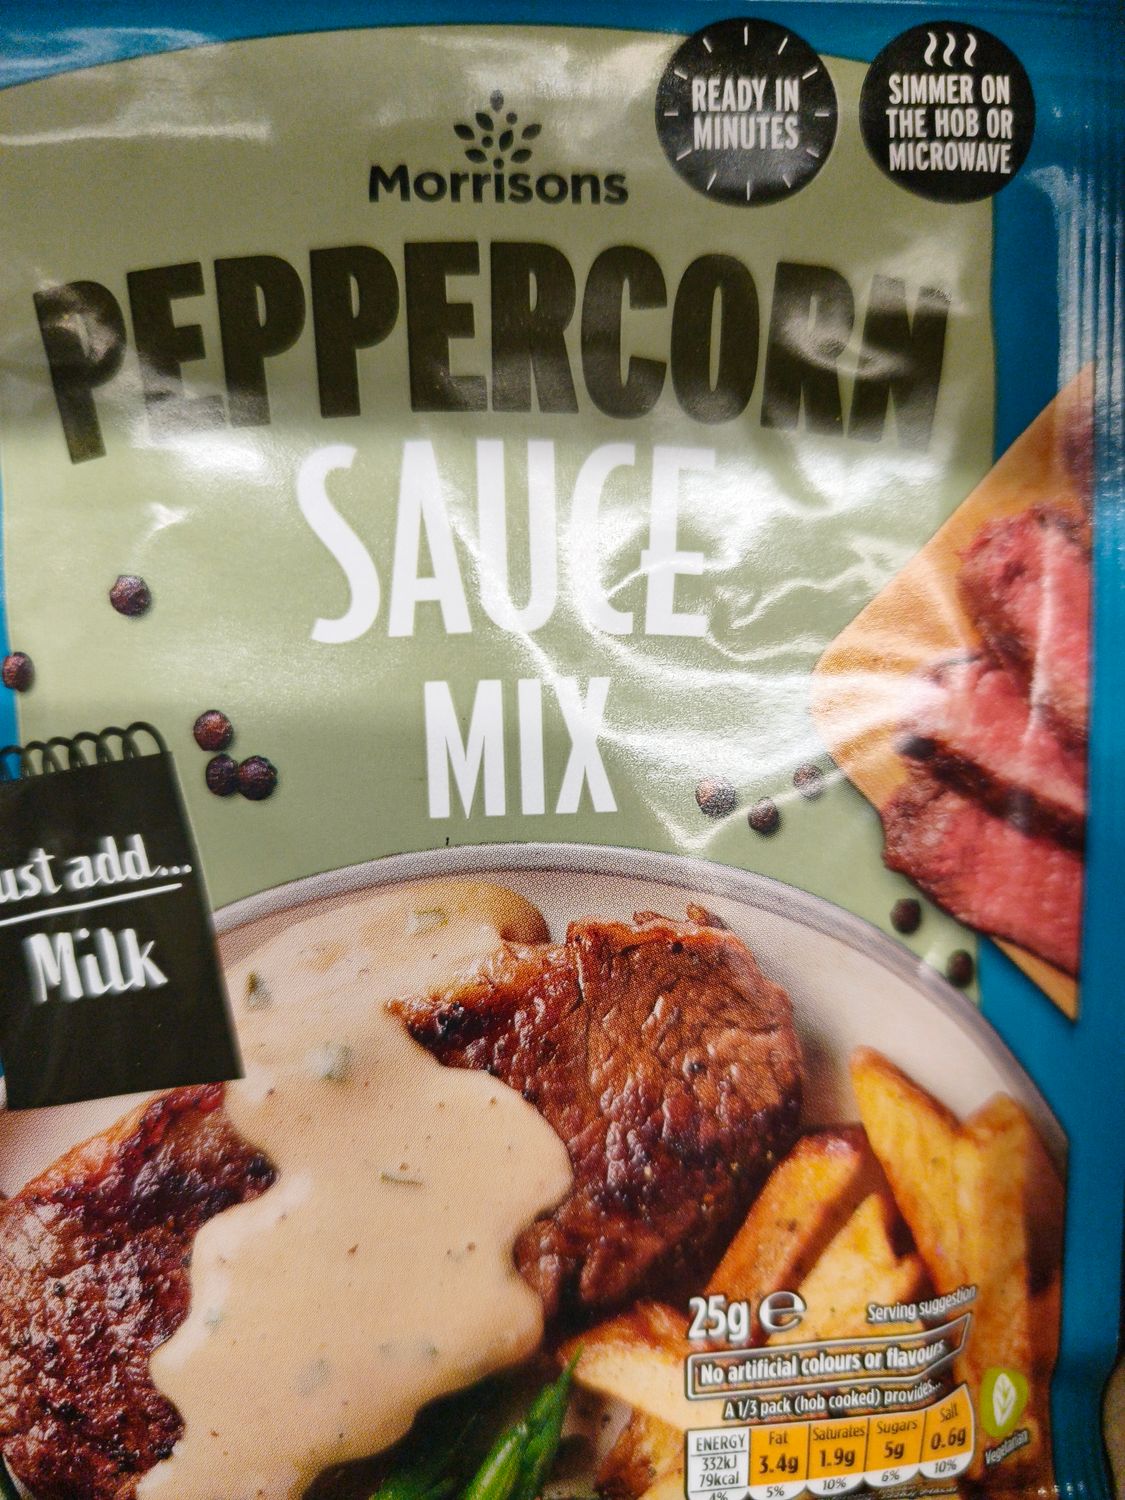 READY IN
MINUTES
SIMMER ON
THE HOB OR
MICROWAVE
Morrisons
PEPPERCORN
SAUCE
MIX
ust add...
Milk
25g e
Serving suggestion
No artificial colours or flavours
A 1/3 pack (hob cooked) provides...
ENERGY
332kJ
79kcal
4%
Fat
3.4g
5%
Saturates
1.9g
10%
Sugars
5g
6%
Salt
0.6g
10%
Vegetarian